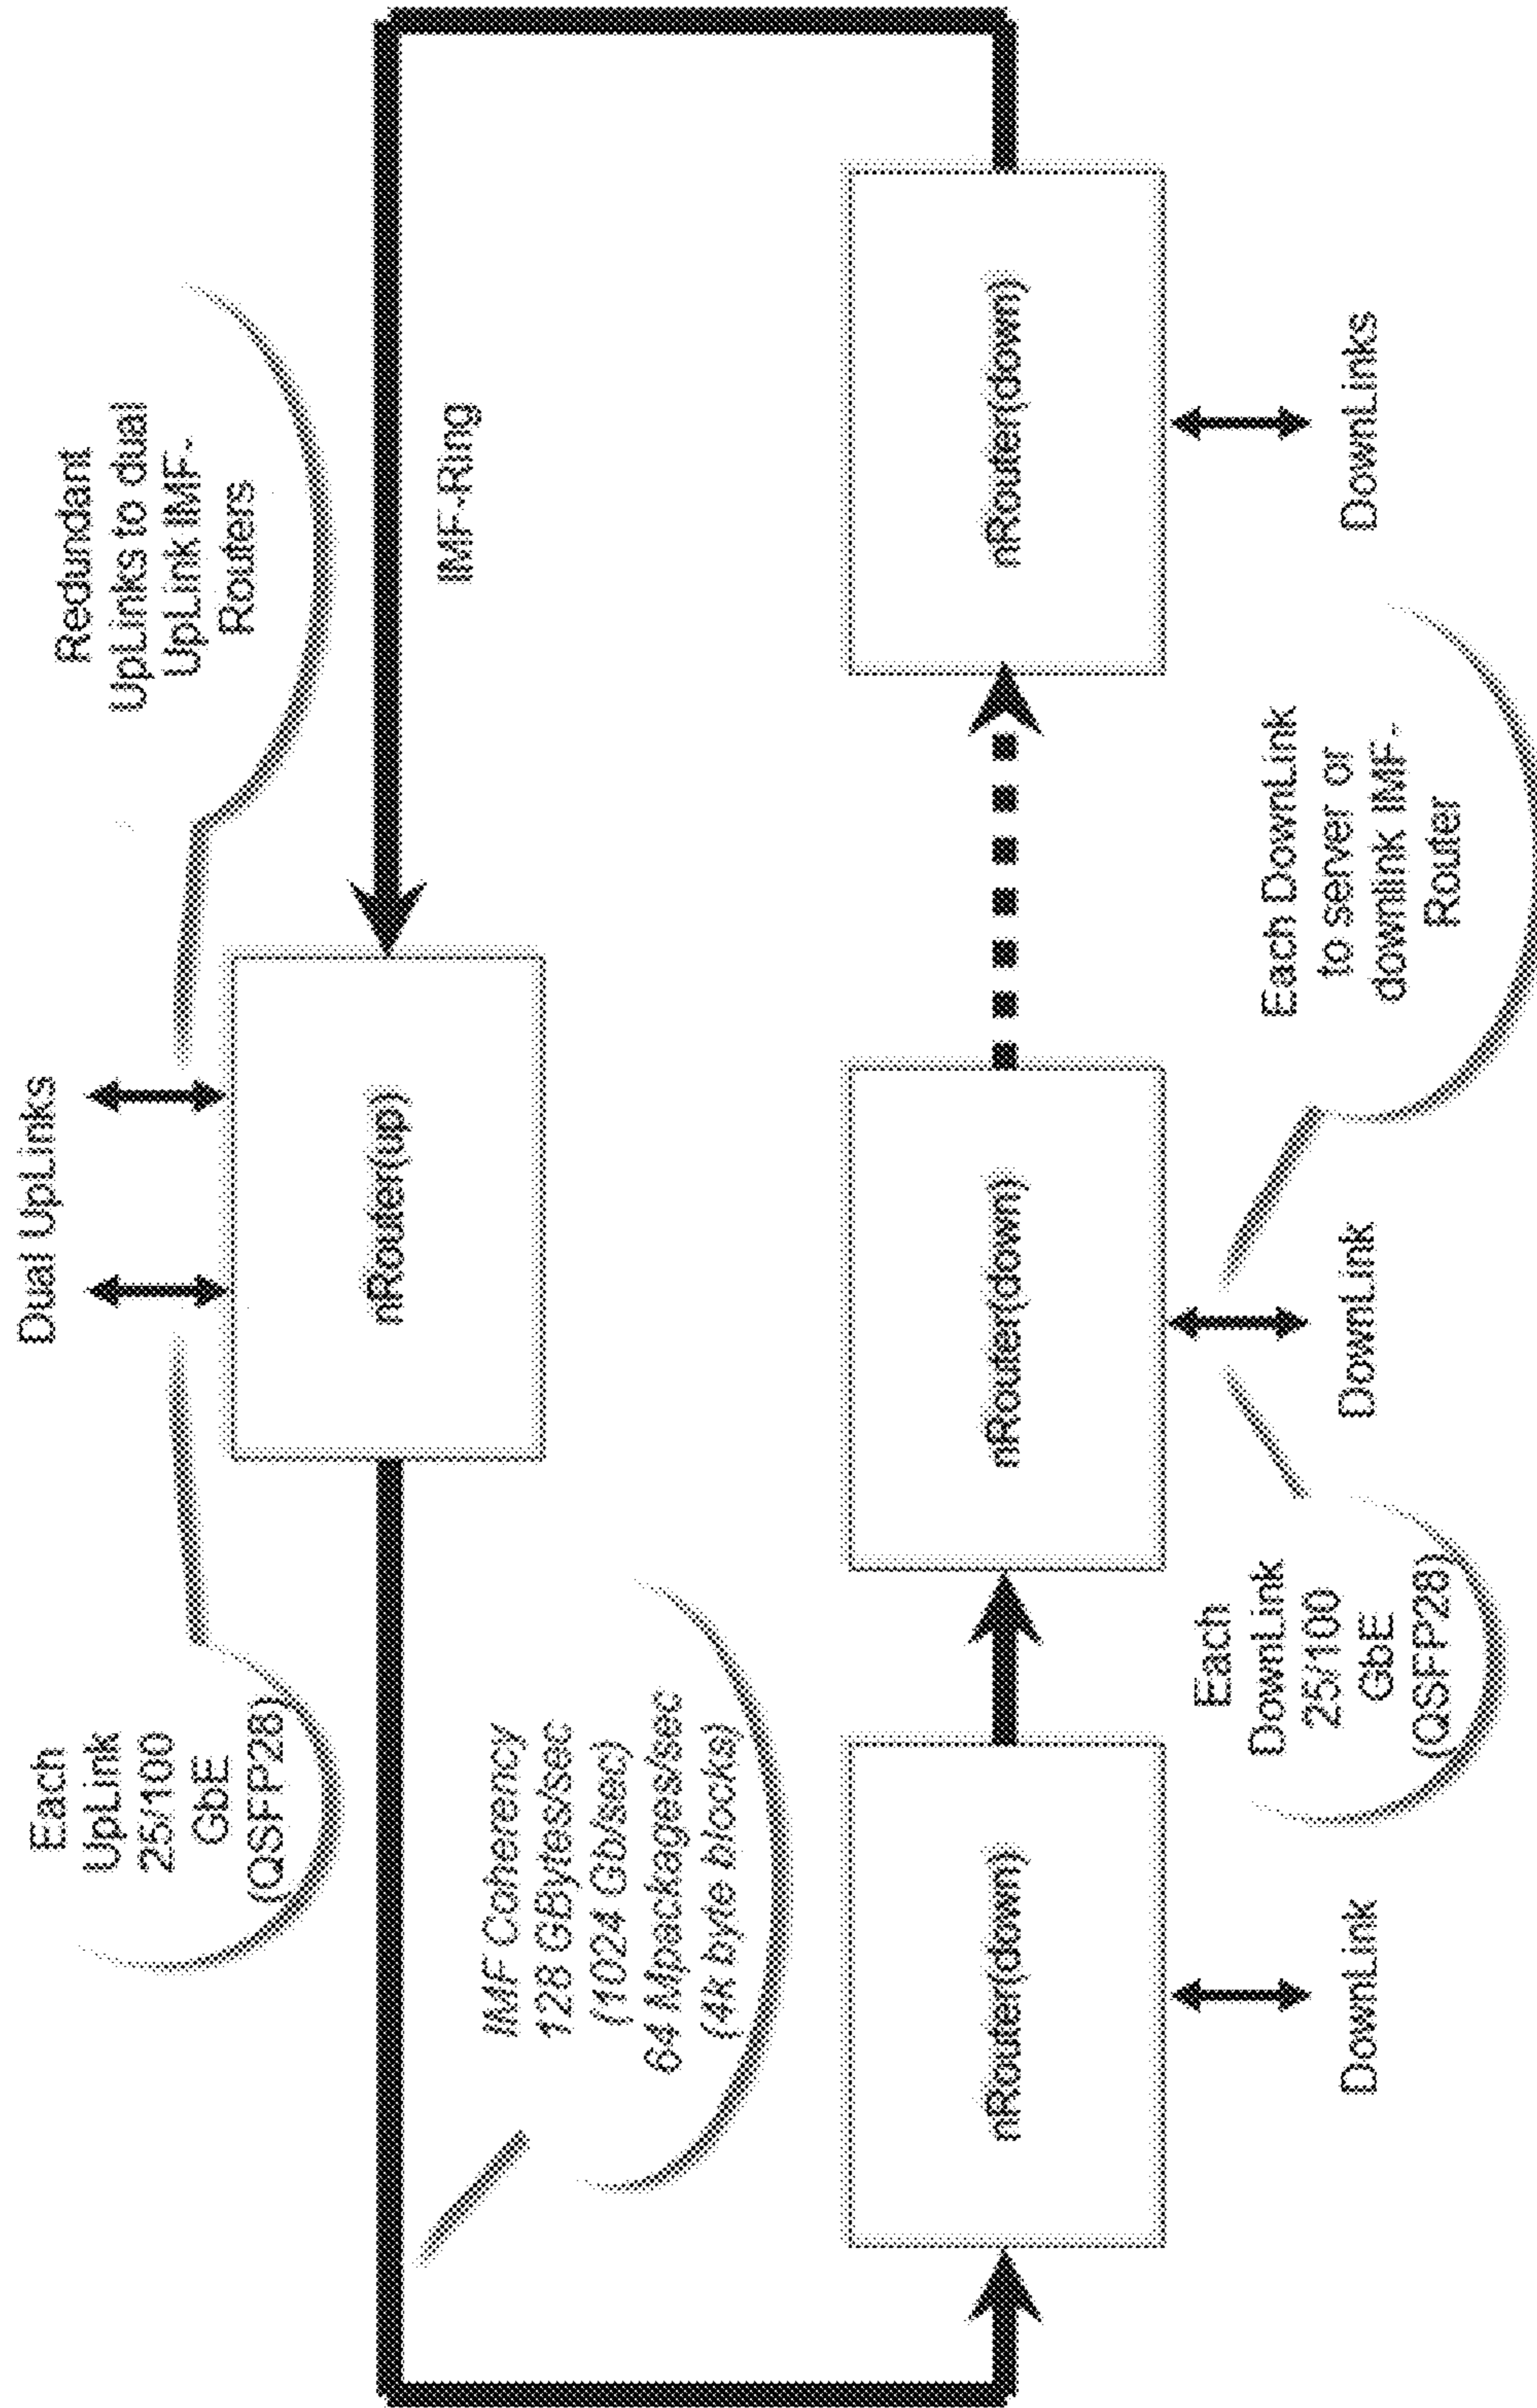 Dual UpLinks
Each
UpLink
25/100
GbE
(QSFP28)
Redundant
UpLinks to dual
UpLink IMF-
Routers
nRouter(up)
IMF-Ring
IMF Coherency
128 GBytes/sec
(1024 Gb/sec)
64 Mpackages/sec
(4k byte blocks)
nRouter(down)
nRouter(down)
nRouter(down)
Each
DownLink
25/100
GbE
(QSFP28)
Each DownLink
to server or
downlink IMF-
Router
DownLink
DownLink
DownLinks